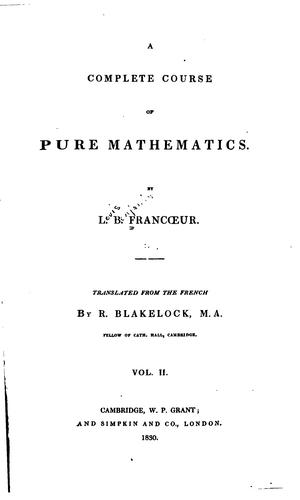 A
COMPLETE COURSE
OF
PURE MATHEMATICS.
BY
L. B. FRANCŒUR.
TRANSLATED FROM THE FRENCH
BY R. BLAKELOCK, M.A.
FELLOW OF CATH. HALL, CAMBRIDGE.
VOL. II.
CAMBRIDGE, W. P. GRANT;
AND SIMPKIN AND CO., LONDON.
1830.